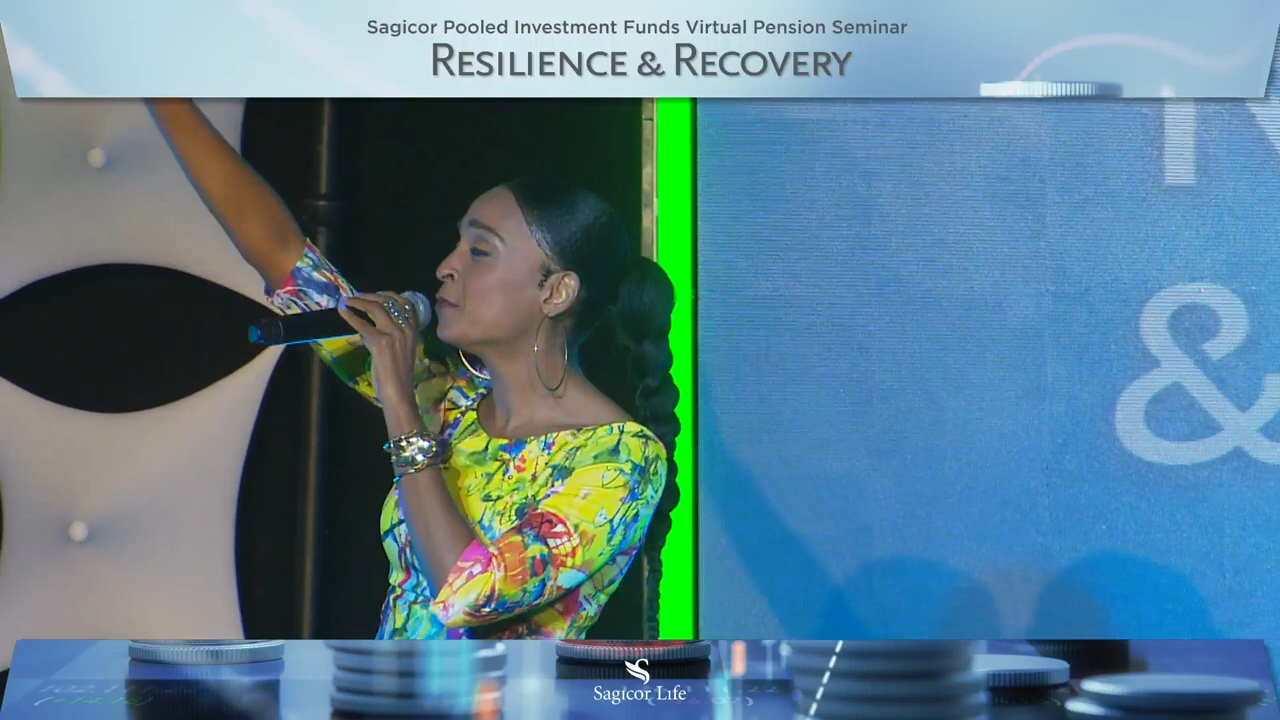 Sagicor Pooled Investment Funds Virtual Pension Seminar
RESILIENCE & RECOVERY
&
Sagicor Life